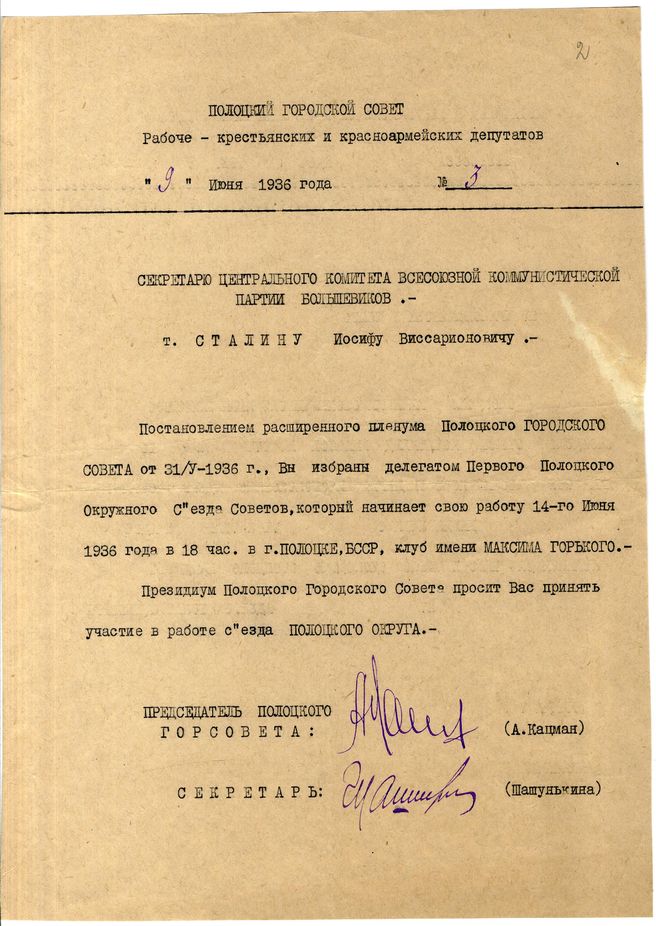 2
ПОЛОЦКИЙ ГОРОДСКОЙ СОВЕТ
Рабоче - крестьянских и красноармейских депутатов
" 9 " Июня 1936 года № 3
СЕКРЕТАРЮ ЦЕНТРАЛЬНОГО КОМИТЕТА ВСЕСОЮЗНОЙ КОММУНИСТИЧЕСКОЙ
ПАРТИИ БОЛЬШЕВИКОВ .-
т. С Т А Л И Н У Иосифу Виссарионовичу .-
Постановлением расширенного пленума Полоцкого ГОРОДСКОГО
СОВЕТА от 31/У-1936 г., Вы избраны делегатом Первого Полоцкого
Окружного С"езда Советов,который начинает свою работу 14-го Июня
1936 года в 18 час. в г.ПОЛОЦКЕ,БССР, клуб имени МАКСИМА ГОРЬКОГО.-
Президиум Полоцкого Городского Совета просит Вас принять
участие в работе с"езда ПОЛОЦКОГО ОКРУГА.-
ПРЕДСЕДАТЕЛЬ ПОЛОЦКОГО
Г О Р С О В Е Т А : (А.Кацман)
С Е К Р Е Т А Р Ь: (Шашунькина)